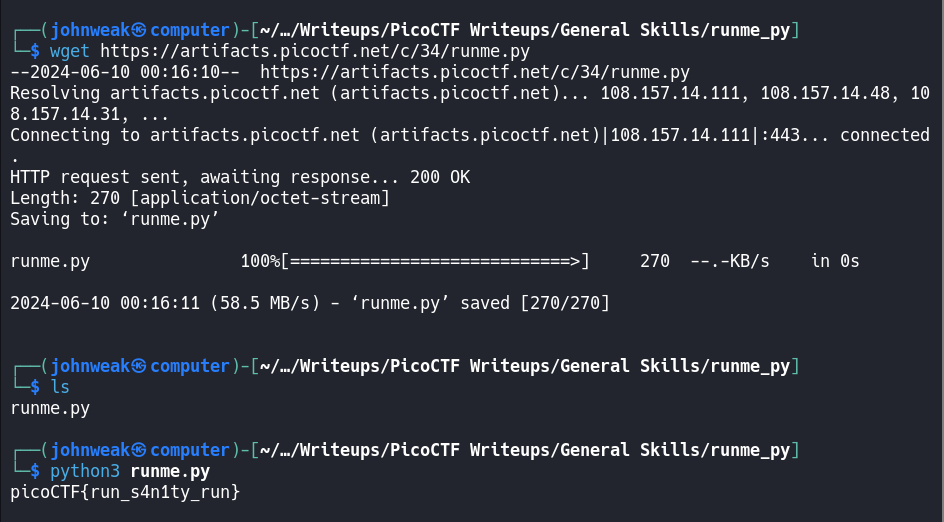 ┌──(johnweak㉿computer)-[~/…/Writeups/PicoCTF Writeups/General Skills/runme_py]
└─$ wget https://artifacts.picoctf.net/c/34/runme.py
--2024-06-10 00:16:10--  https://artifacts.picoctf.net/c/34/runme.py
Resolving artifacts.picoctf.net (artifacts.picoctf.net)... 108.157.14.111, 108.157.14.48, 10
8.157.14.31, ...
Connecting to artifacts.picoctf.net (artifacts.picoctf.net)|108.157.14.111|:443... connected
.
HTTP request sent, awaiting response... 200 OK
Length: 270 [application/octet-stream]
Saving to: ‘runme.py’
runme.py               100%[============================>]     270  --.-KB/s    in 0s
2024-06-10 00:16:11 (58.5 MB/s) - ‘runme.py’ saved [270/270]
┌──(johnweak㉿computer)-[~/…/Writeups/PicoCTF Writeups/General Skills/runme_py]
└─$ ls
runme.py
┌──(johnweak㉿computer)-[~/…/Writeups/PicoCTF Writeups/General Skills/runme_py]
└─$ python3 runme.py
picoCTF{run_s4n1ty_run}